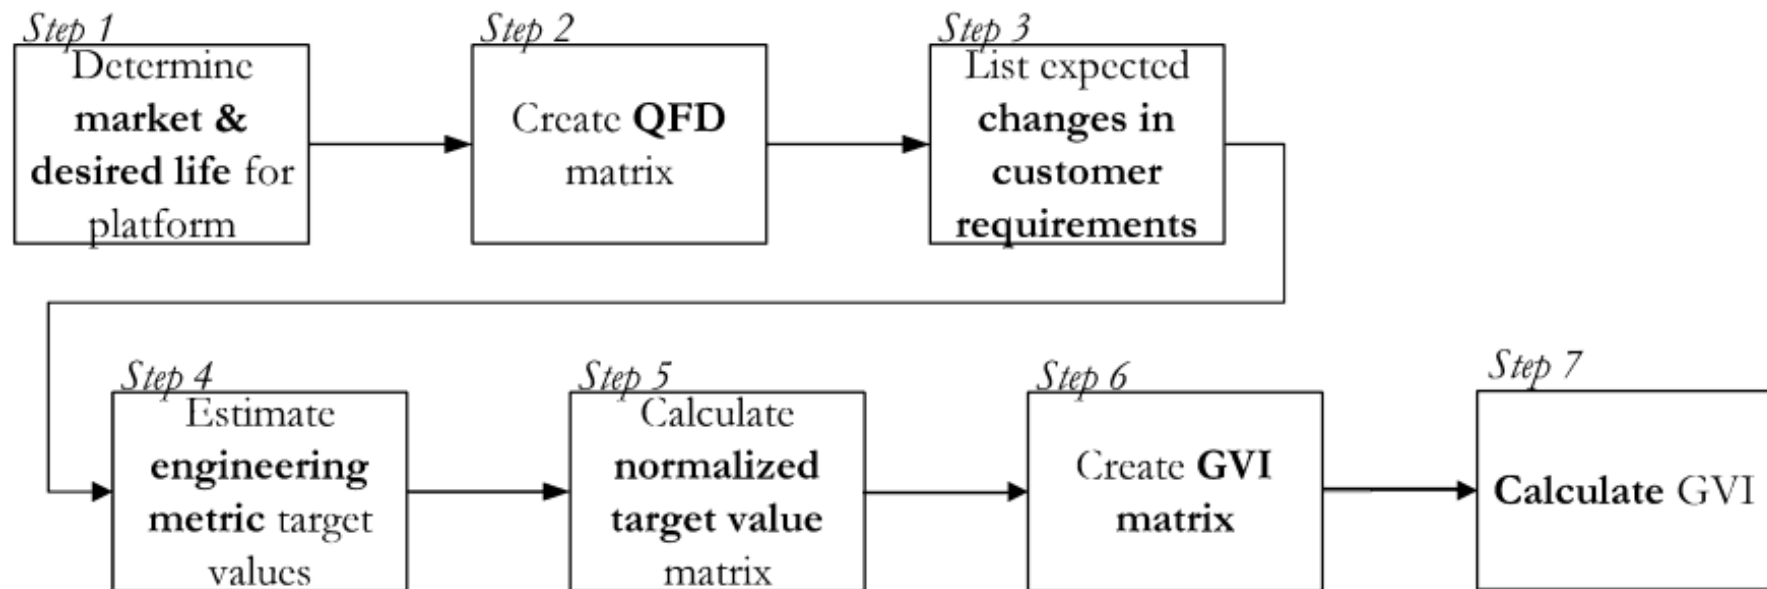 Step 1
Determine
market &
desired life for
platform
Step 2
Create QFD
matrix
Step 3
List expected
changes in
customer
requirements
Step 4
Estimate
engineering
metric target
values
Step 5
Calculate
normalized
target value
matrix
Step 6
Create GVI
matrix
Step 7
Calculate GVI